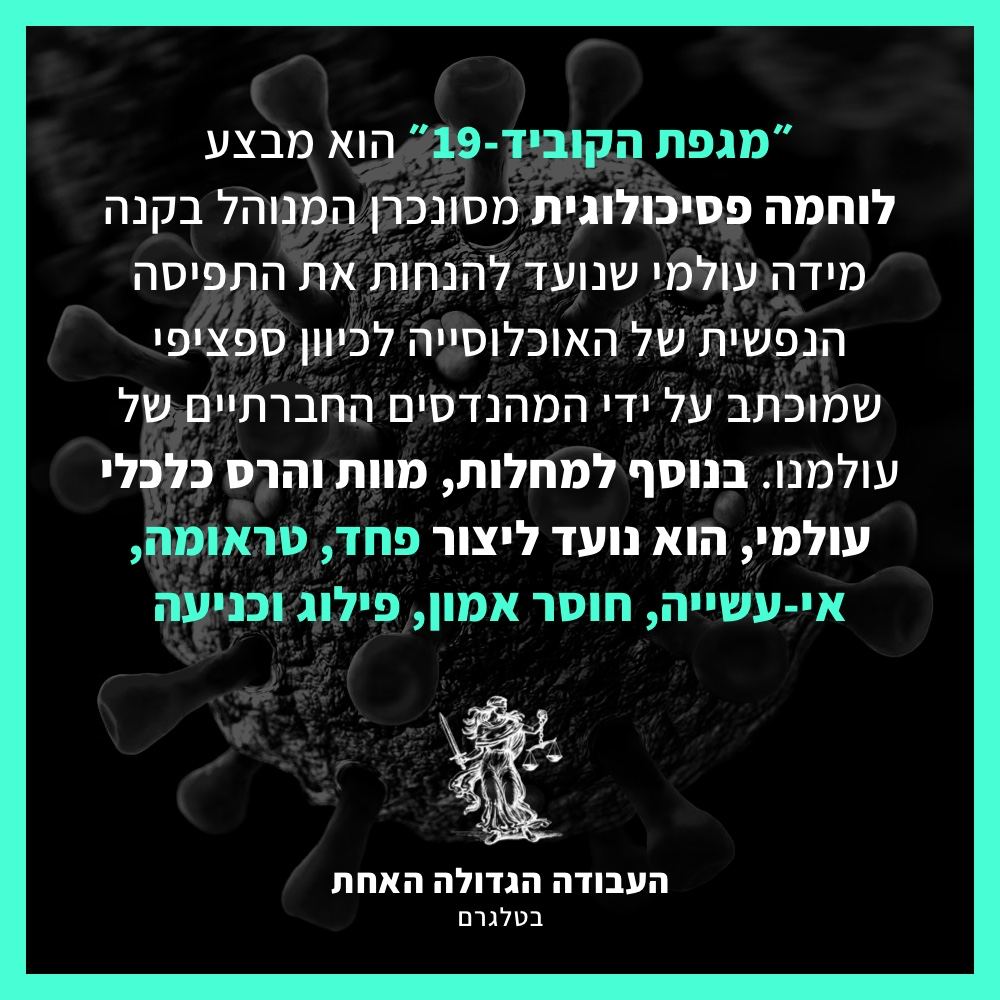 ״מגפת הקוביד-19״ הוא מבצע
לוחמה פסיכולוגית מסונכרן המנוהל בקנה
מידה עולמי שנועד להנחות את התפיסה
הנפשית של האוכלוסייה לכיוון ספציפי
שמוכתב על ידי המהנדסים החברתיים של
עולמנו. בנוסף למחלות, מוות והרס כלכלי
עולמי, הוא נועד ליצור פחד, טראומה,
אי-עשייה, חוסר אמון, פילוג וכניעה
העבודה הגדולה האחת
בטלגרם